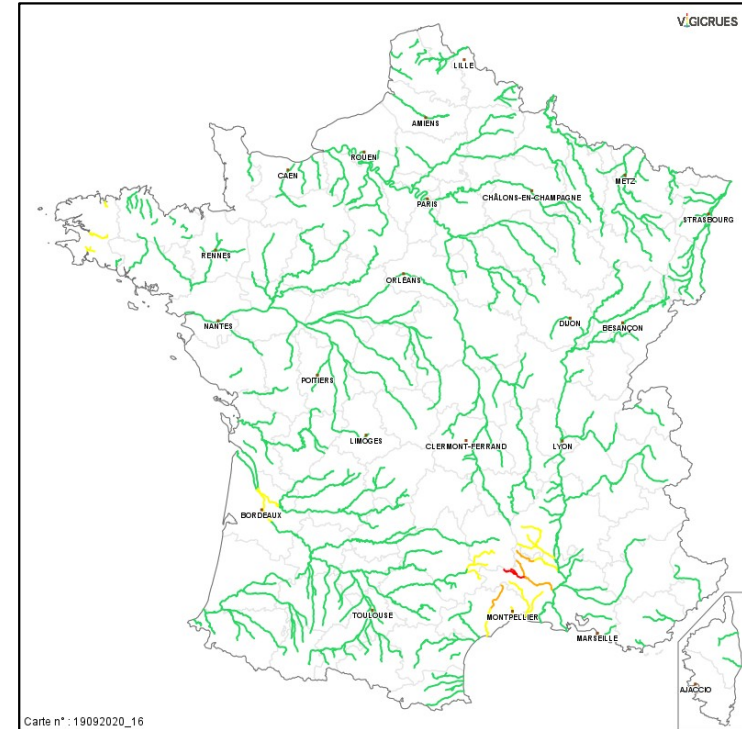 VIGICRUES
LILLE
AMIENS
ROUEN
CAEN
METZ
PARIS
CHÂLONS-EN-CHAMPAGNE
STRASBOURG
RENNES
ORLEANS
NANTES
DIJON
BESANÇON
POITIERS
LIMOGES
CLERMONT-FERRAND
LYON
BORDEAUX
TOULOUSE
MONTPELLIER
MARSEILLE
AJACCIO
Carte n° : 19092020_16